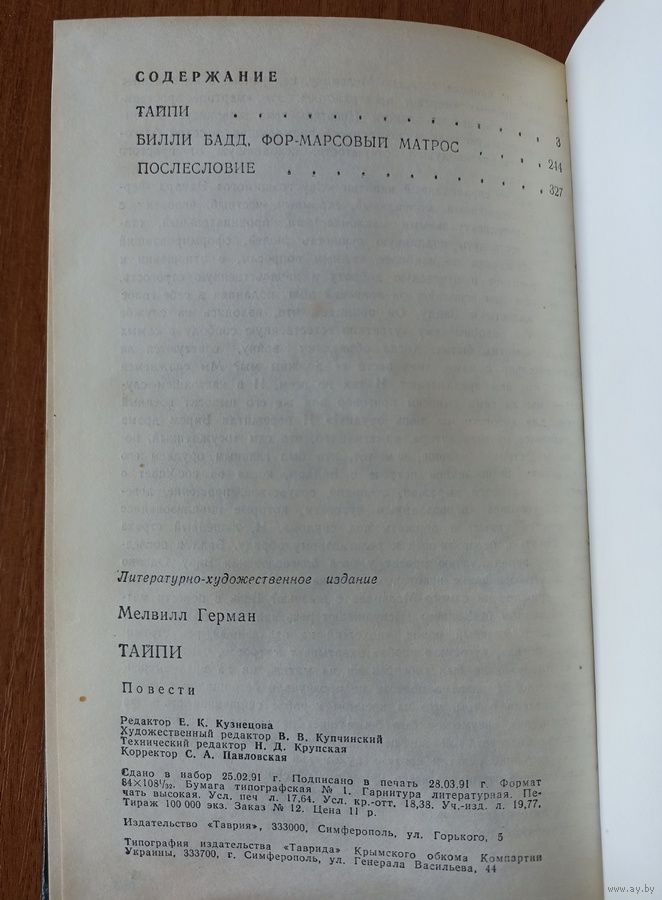 СОДЕРЖАНИЕ
ТАЙПИ . . . . . . . . . . . . 3
БИЛЛИ БАДД, ФОР-МАРСОВЫЙ МАТРОС . . . . 244
ПОСЛЕСЛОВИЕ . . . . . . . . . . 327
Литературно-художественное издание
Мелвилл Герман
ТАЙПИ
Повести
Редактор Е. К. Кузнецова
Художественный редактор В. В. Купчинский
Технический редактор Н. Д. Крупская
Корректор С. А. Павловская
Сдано в набор 25.02.91 г. Подписано в печать 28.03.91 г. Формат
84×108¹/₃₂. Бумага типографская № 1. Гарнитура литературная. Пе-
чать высокая. Усл. печ л. 17,64. Усл. кр.-отт. 18,38. Уч.-изд. л. 19,77.
Тираж 100 000 экз. Заказ № 12. Цена 11 р.
Издательство «Таврия», 333000, Симферополь, ул. Горького, 5
Типография издательства «Таврида» Крымского обкома Компартии
Украины, 333700, г. Симферополь, ул. Генерала Васильева, 44
www.ay.by